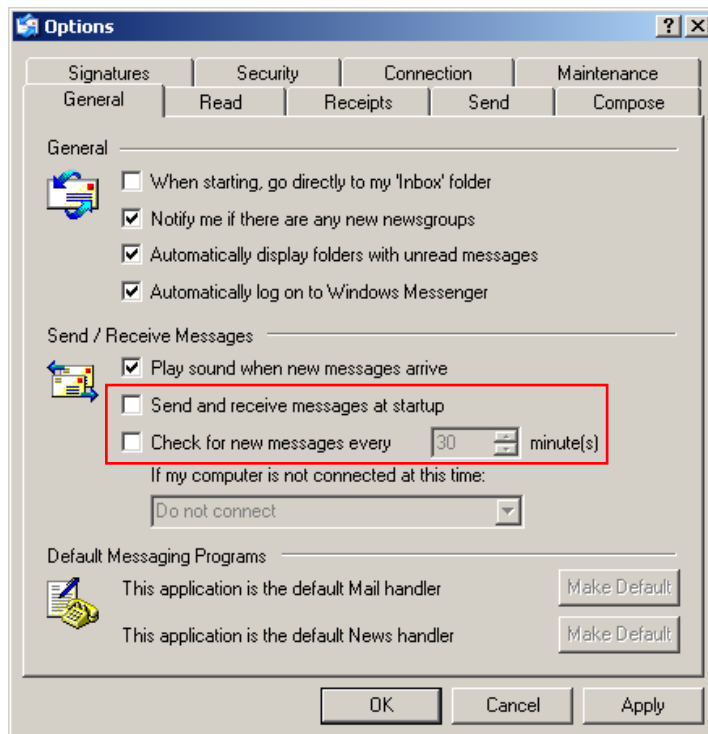 Options
Signatures Security Connection Maintenance
General Read Receipts Send Compose
General
When starting, go directly to my 'Inbox' folder
Notify me if there are any new newsgroups
Automatically display folders with unread messages
Automatically log on to Windows Messenger
Send / Receive Messages
Play sound when new messages arrive
Send and receive messages at startup
Check for new messages every 30 minute(s)
If my computer is not connected at this time:
Do not connect
Default Messaging Programs
This application is the default Mail handler Make Default
This application is the default News handler Make Default
OK Cancel Apply